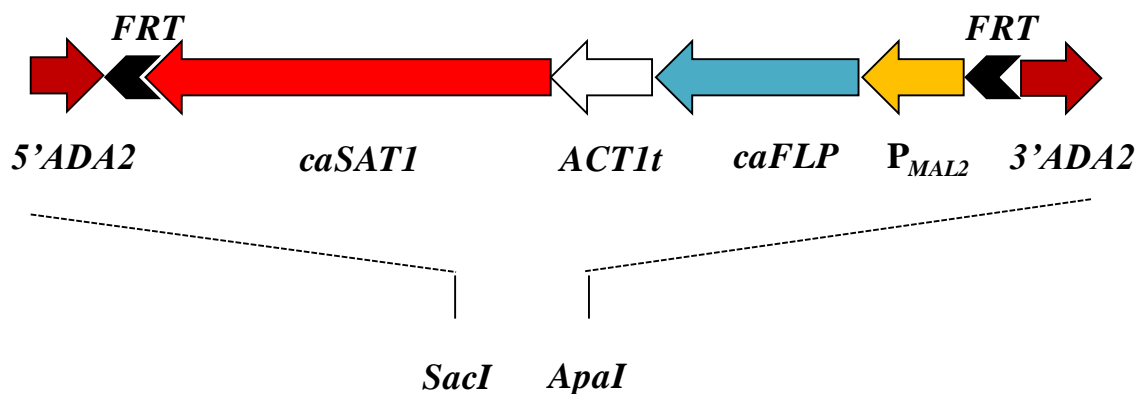 FRT FRT
5’ADA2 caSAT1 ACT1t caFLP PMAL2 3’ADA2
SacI ApaI